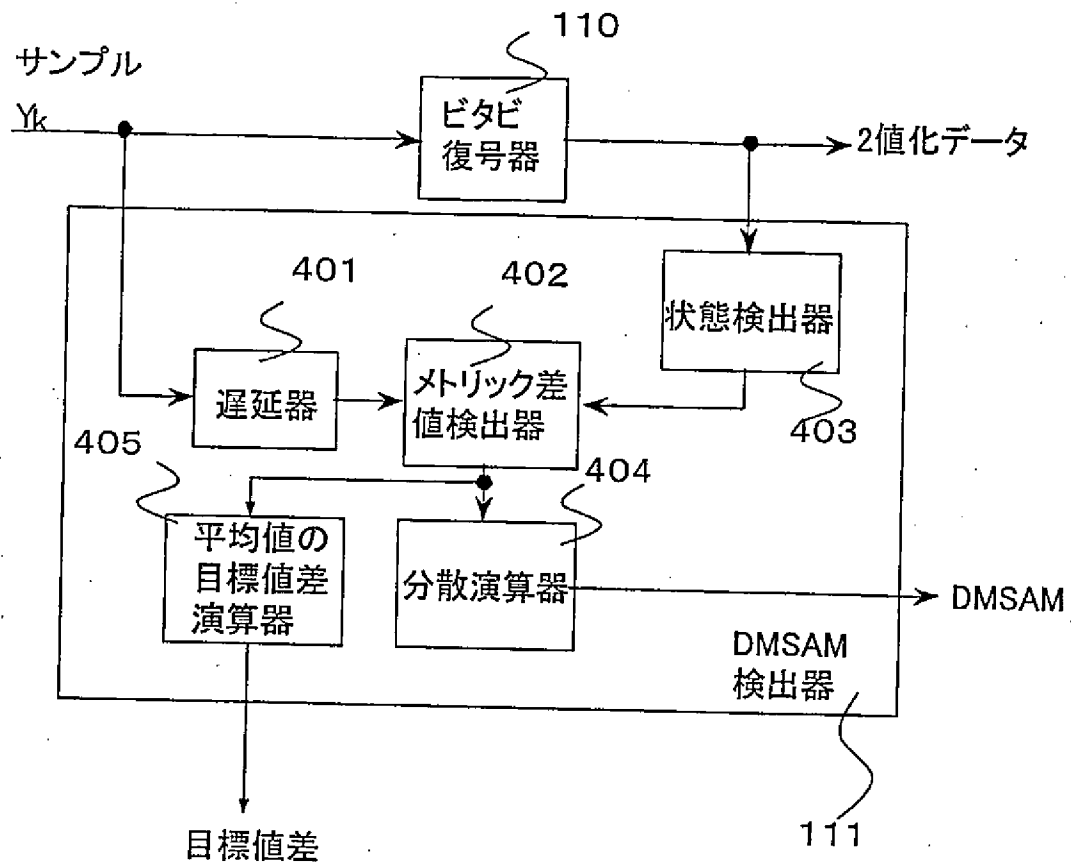 110
サンプル
Yk
ビタビ
復号器
2値化データ
401
402
状態検出器
遅延器
メトリック差
値検出器
403
405
404
平均値の
目標値差
演算器
分散演算器
DMSAM
DMSAM
検出器
目標値差
111